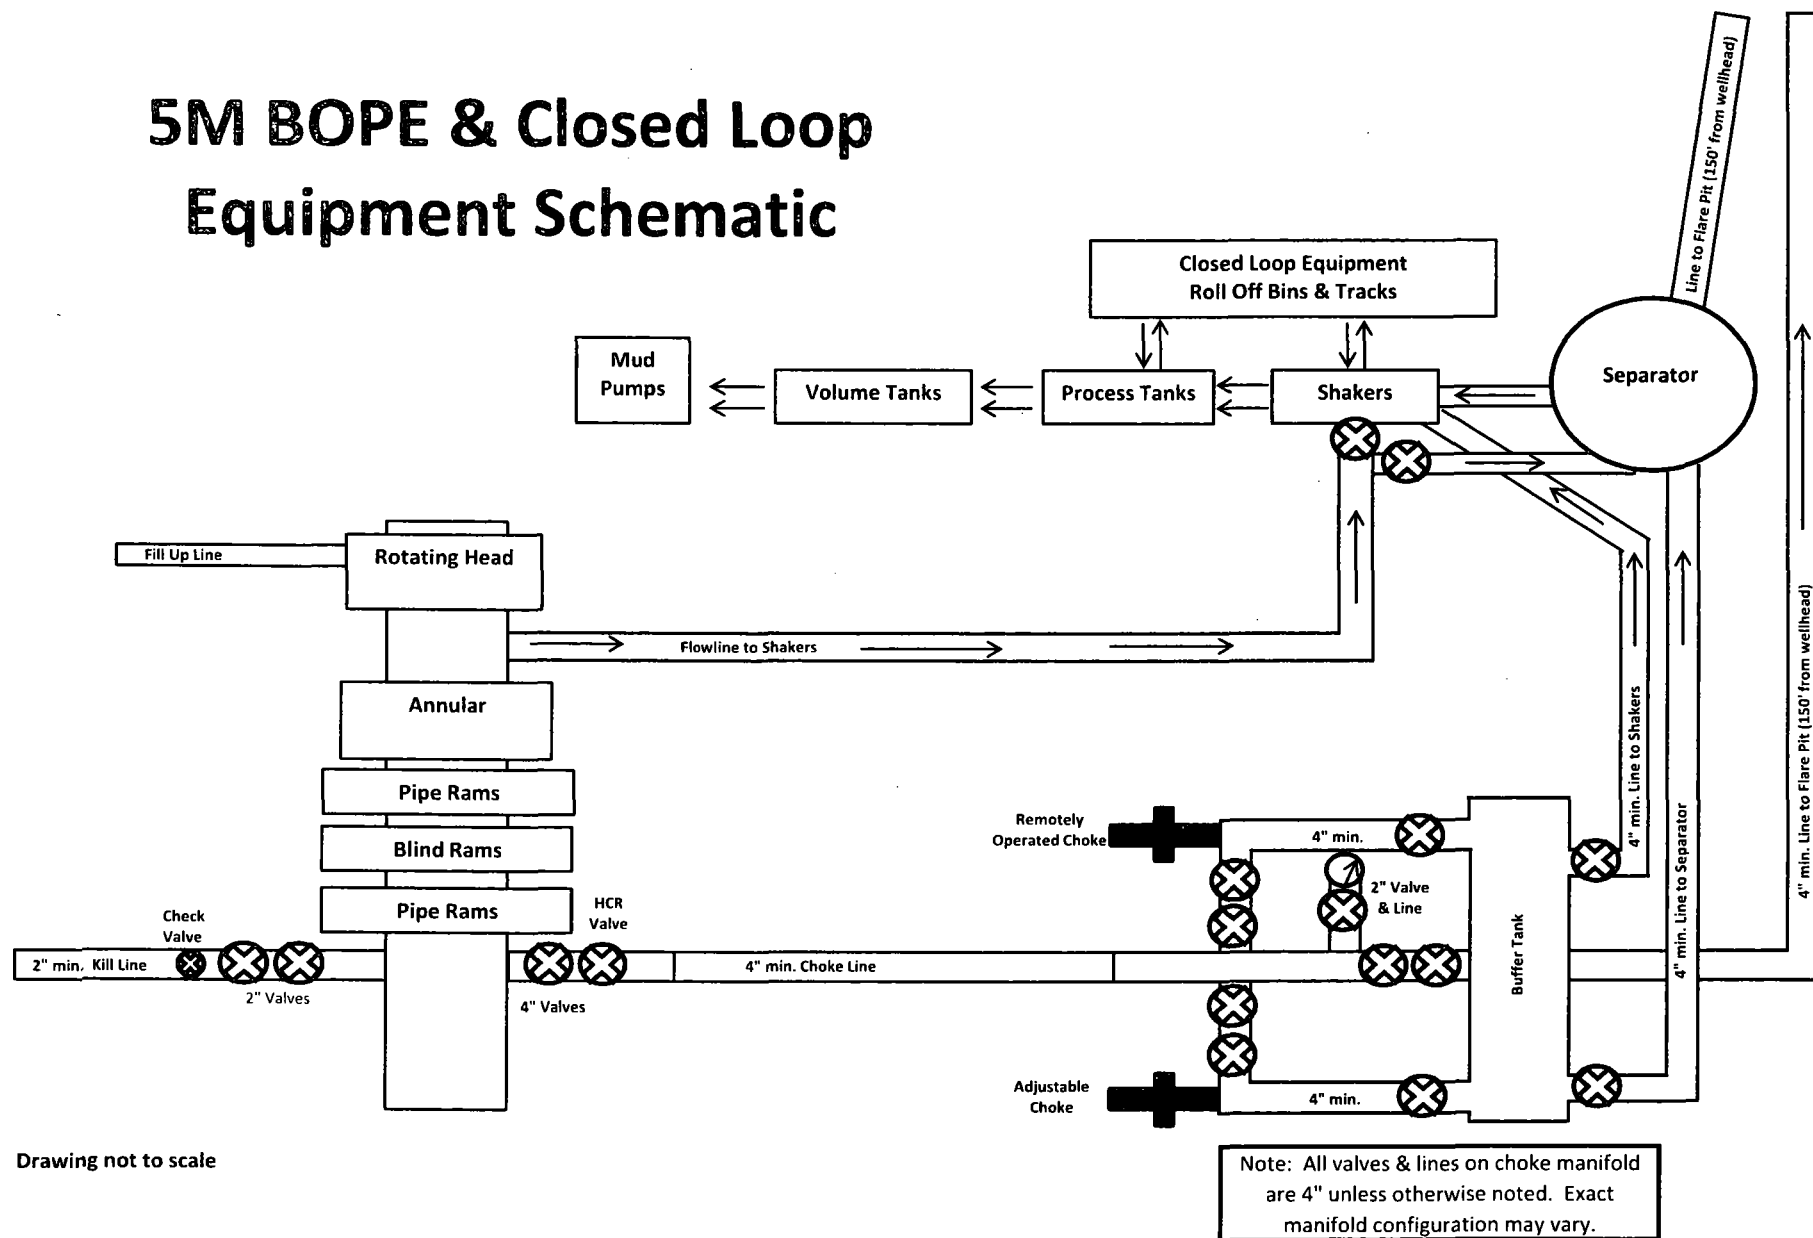 5M BOPE & Closed Loop
Equipment Schematic
Line to Flare Pit (150' from wellhead)
Closed Loop Equipment
Roll Off Bins & Tracks
Mud
Pumps
Volume Tanks
Process Tanks
Shakers
Separator
Fill Up Line
Rotating Head
Flowline to Shakers
Annular
Pipe Rams
Blind Rams
Pipe Rams
Check
Valve
HCR
Valve
2" min. Kill Line
2" Valves
4" Valves
4" min. Choke Line
Remotely
Operated Choke
4" min.
2" Valve
& Line
Buffer Tank
4" min. Line to Shakers
4" min. Line to Separator
4" min. Line to Flare Pit (150' from wellhead)
Adjustable
Choke
4" min.
Drawing not to scale
Note: All valves & lines on choke manifold
are 4" unless otherwise noted. Exact
manifold configuration may vary.